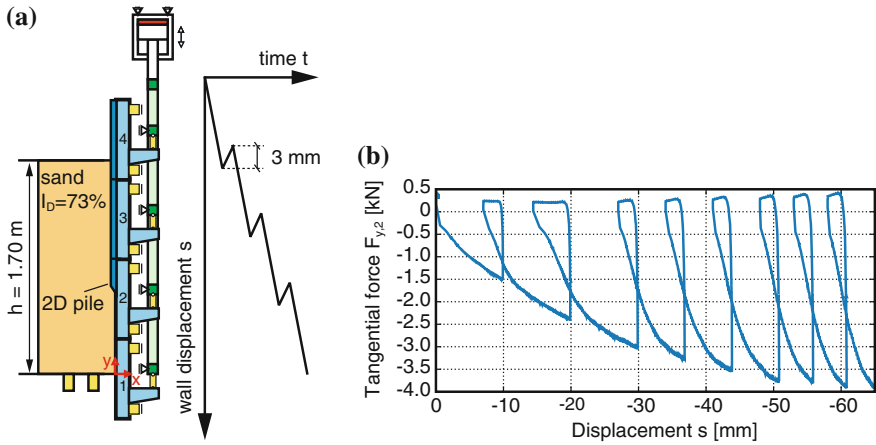 (a)
time t
4
3 mm
sand
I_D=73%
3
h = 1.70 m
2
2D pile
wall displacement s
y
x
1
(b)
Tangential force F_y,2 [kN]
0.5
0
-0.5
-1.0
-1.5
-2.0
-2.5
-3.0
-3.5
-4.0
0 -10 -20 -30 -40 -50 -60
Displacement s [mm]